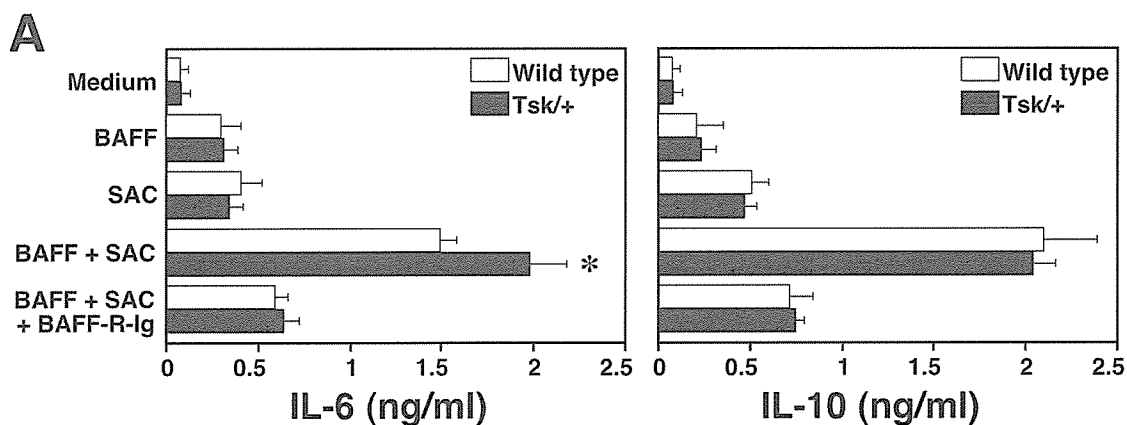 A
Medium
BAFF
SAC
BAFF + SAC
BAFF + SAC
+ BAFF-R-Ig
Wild type
Tsk/+
*
0 0.5 1 1.5 2 2.5
IL-6 (ng/ml)
Wild type
Tsk/+
0 0.5 1 1.5 2 2.5
IL-10 (ng/ml)